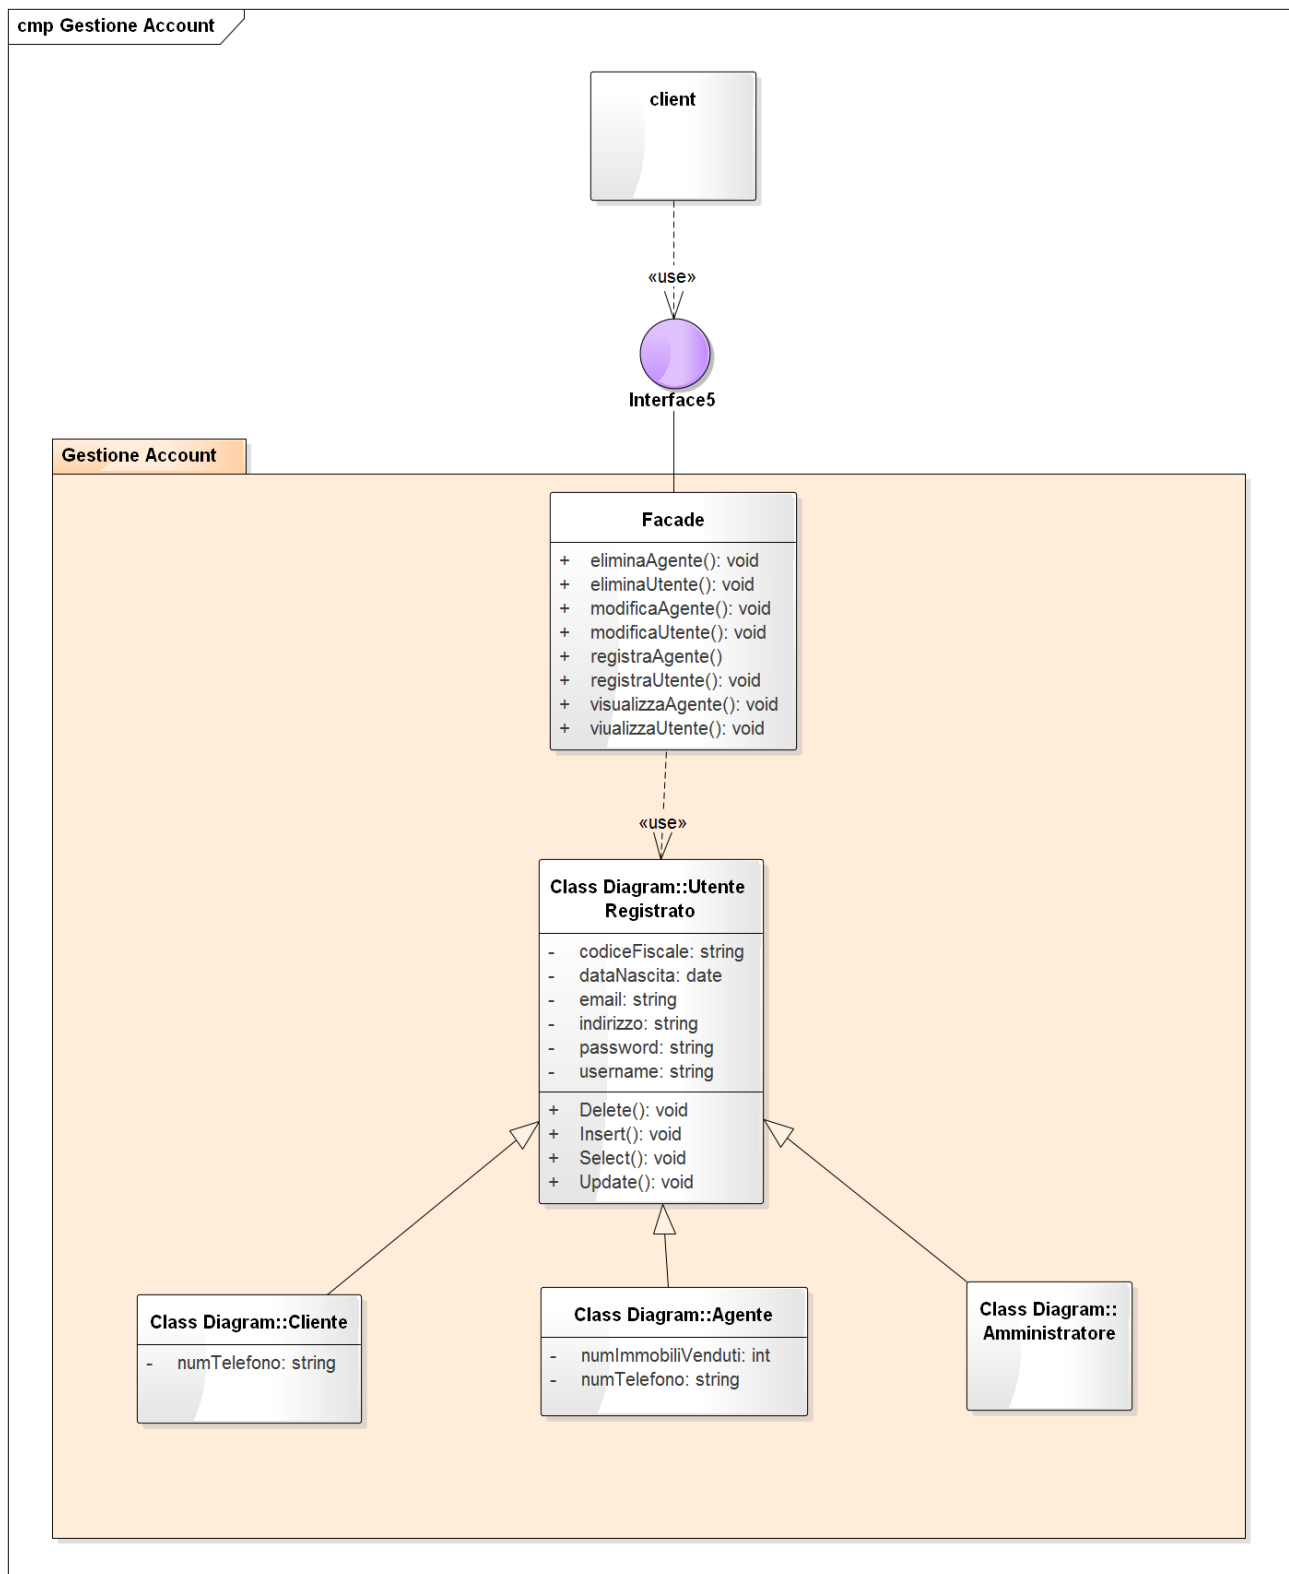 cmp Gestione Account
client
«use»
Interface5
Gestione Account
Facade
+ eliminaAgente(): void
+ eliminaUtente(): void
+ modificaAgente(): void
+ modificaUtente(): void
+ registraAgente()
+ registraUtente(): void
+ visualizzaAgente(): void
+ viualizzaUtente(): void
«use»
Class Diagram::Utente
Registrato
- codiceFiscale: string
- dataNascita: date
- email: string
- indirizzo: string
- password: string
- username: string
+ Delete(): void
+ Insert(): void
+ Select(): void
+ Update(): void
Class Diagram::Cliente
- numTelefono: string
Class Diagram::Agente
- numImmobiliVenduti: int
- numTelefono: string
Class Diagram::
Amministratore